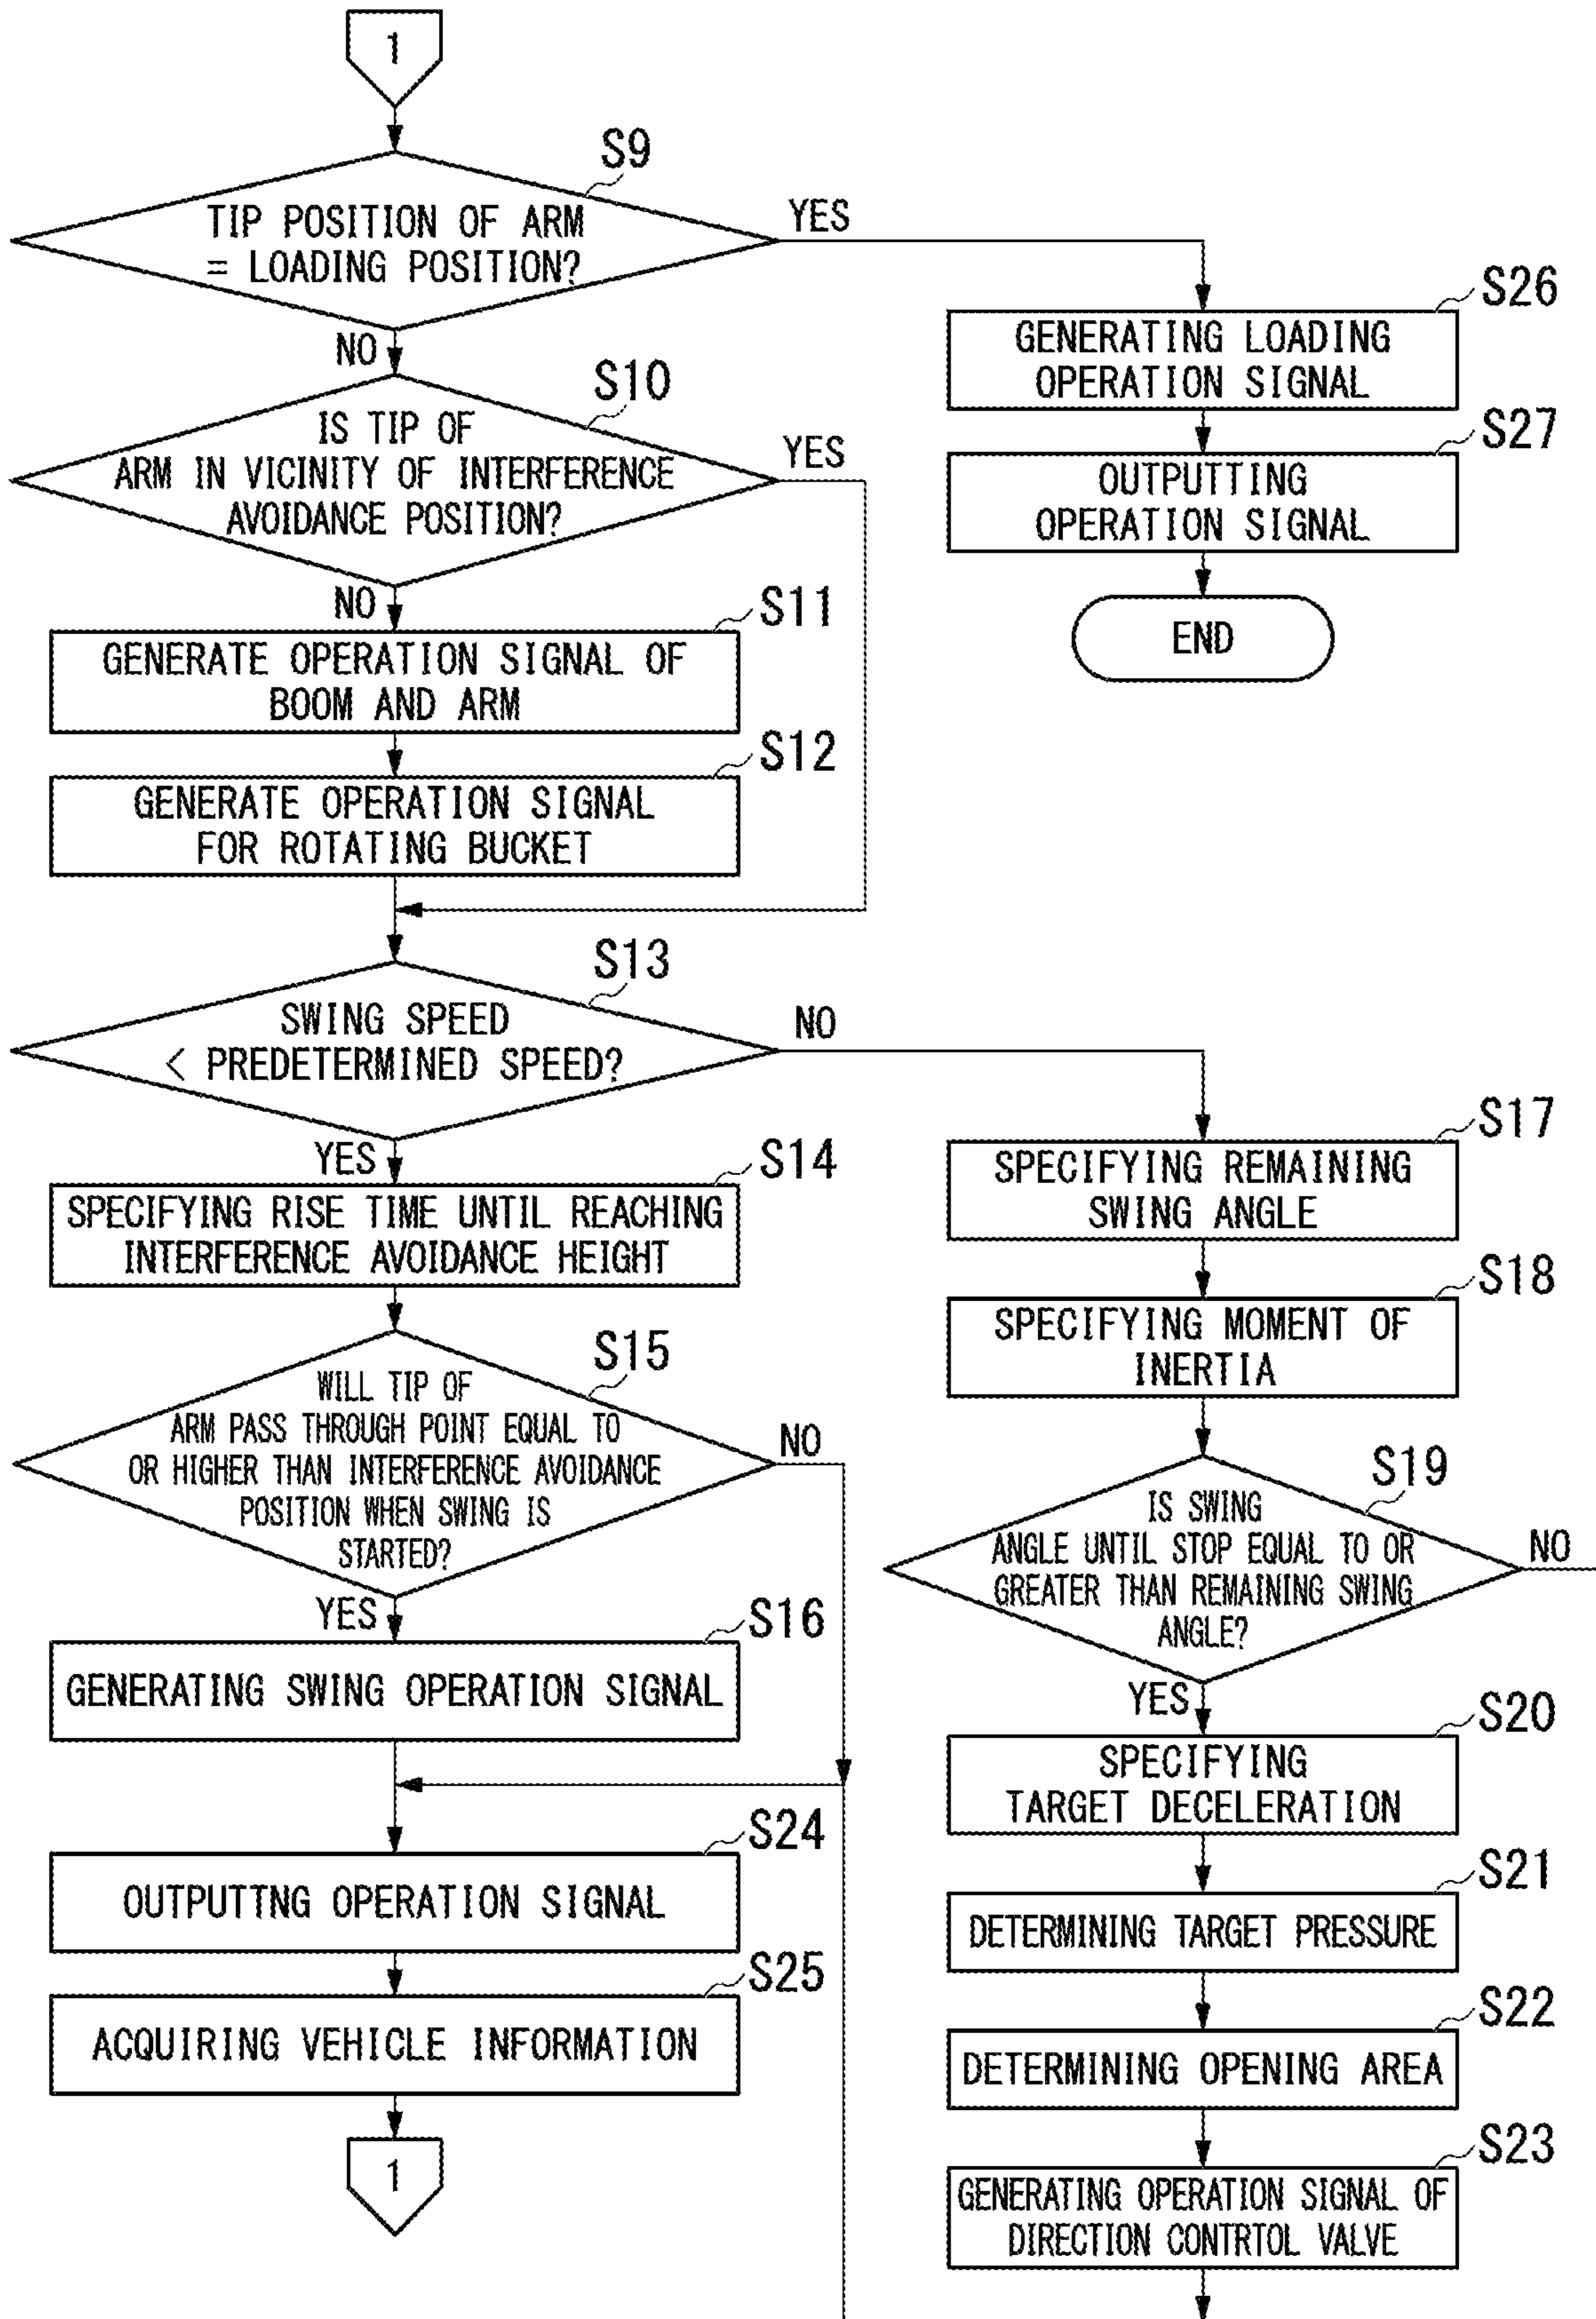 1
S9
TIP POSITION OF ARM
= LOADING POSITION?
YES
NO
S10
IS TIP OF
ARM IN VICINITY OF INTERFERENCE
AVOIDANCE POSITION?
YES
NO
S11
GENERATE OPERATION SIGNAL OF
BOOM AND ARM
S12
GENERATE OPERATION SIGNAL
FOR ROTATING BUCKET
S13
SWING SPEED
< PREDETERMINED SPEED?
NO
YES
S14
SPECIFYING RISE TIME UNTIL REACHING
INTERFERENCE AVOIDANCE HEIGHT
S15
WILL TIP OF
ARM PASS THROUGH POINT EQUAL TO
OR HIGHER THAN INTERFERENCE AVOIDANCE
POSITION WHEN SWING IS
STARTED?
NO
YES
S16
GENERATING SWING OPERATION SIGNAL
S24
OUTPUTTNG OPERATION SIGNAL
S25
ACQUIRING VEHICLE INFORMATION
1
S26
GENERATING LOADING
OPERATION SIGNAL
S27
OUTPUTTING
OPERATION SIGNAL
END
S17
SPECIFYING REMAINING
SWING ANGLE
S18
SPECIFYING MOMENT OF
INERTIA
S19
IS SWING
ANGLE UNTIL STOP EQUAL TO OR
GREATER THAN REMAINING SWING
ANGLE?
NO
YES
S20
SPECIFYING
TARGET DECELERATION
S21
DETERMINING TARGET PRESSURE
S22
DETERMINING OPENING AREA
S23
GENERATING OPERATION SIGNAL OF
DIRECTION CONTRTOL VALVE